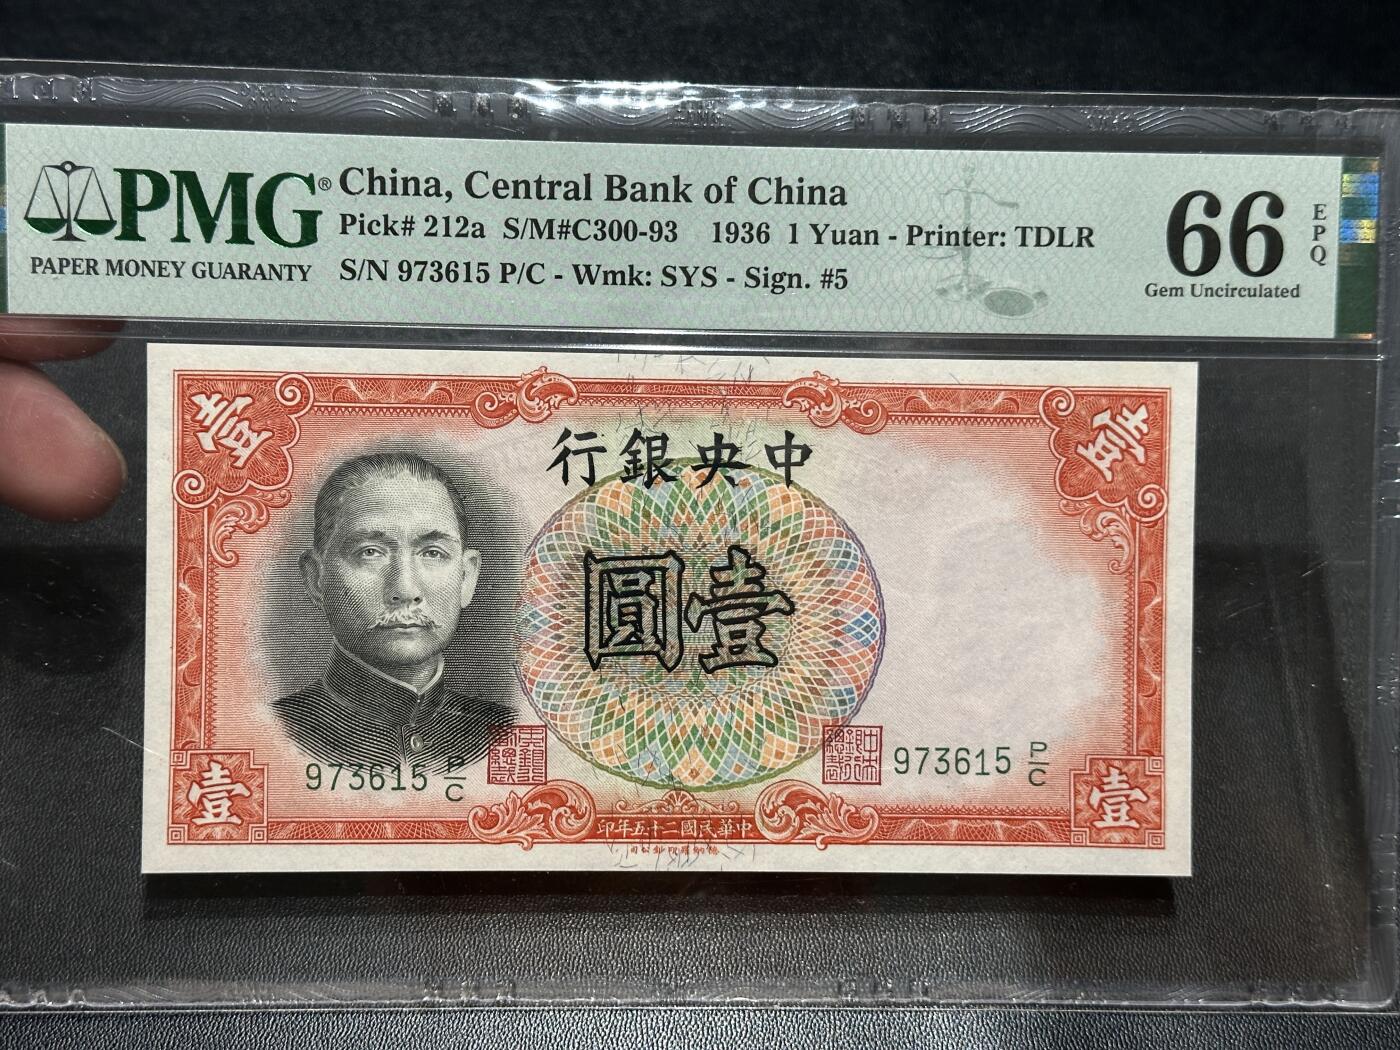 PMG® China, Central Bank of China
Pick# 212a S/M#C300-93 1936 1 Yuan - Printer: TDLR
S/N 973615 P/C - Wmk: SYS - Sign. #5
PAPER MONEY GUARANTY
66 EPQ
Gem Uncirculated
壹 壹
行銀央中
圓壹
973615 P/C 973615 P/C
壹 壹
印年五十二國民華中